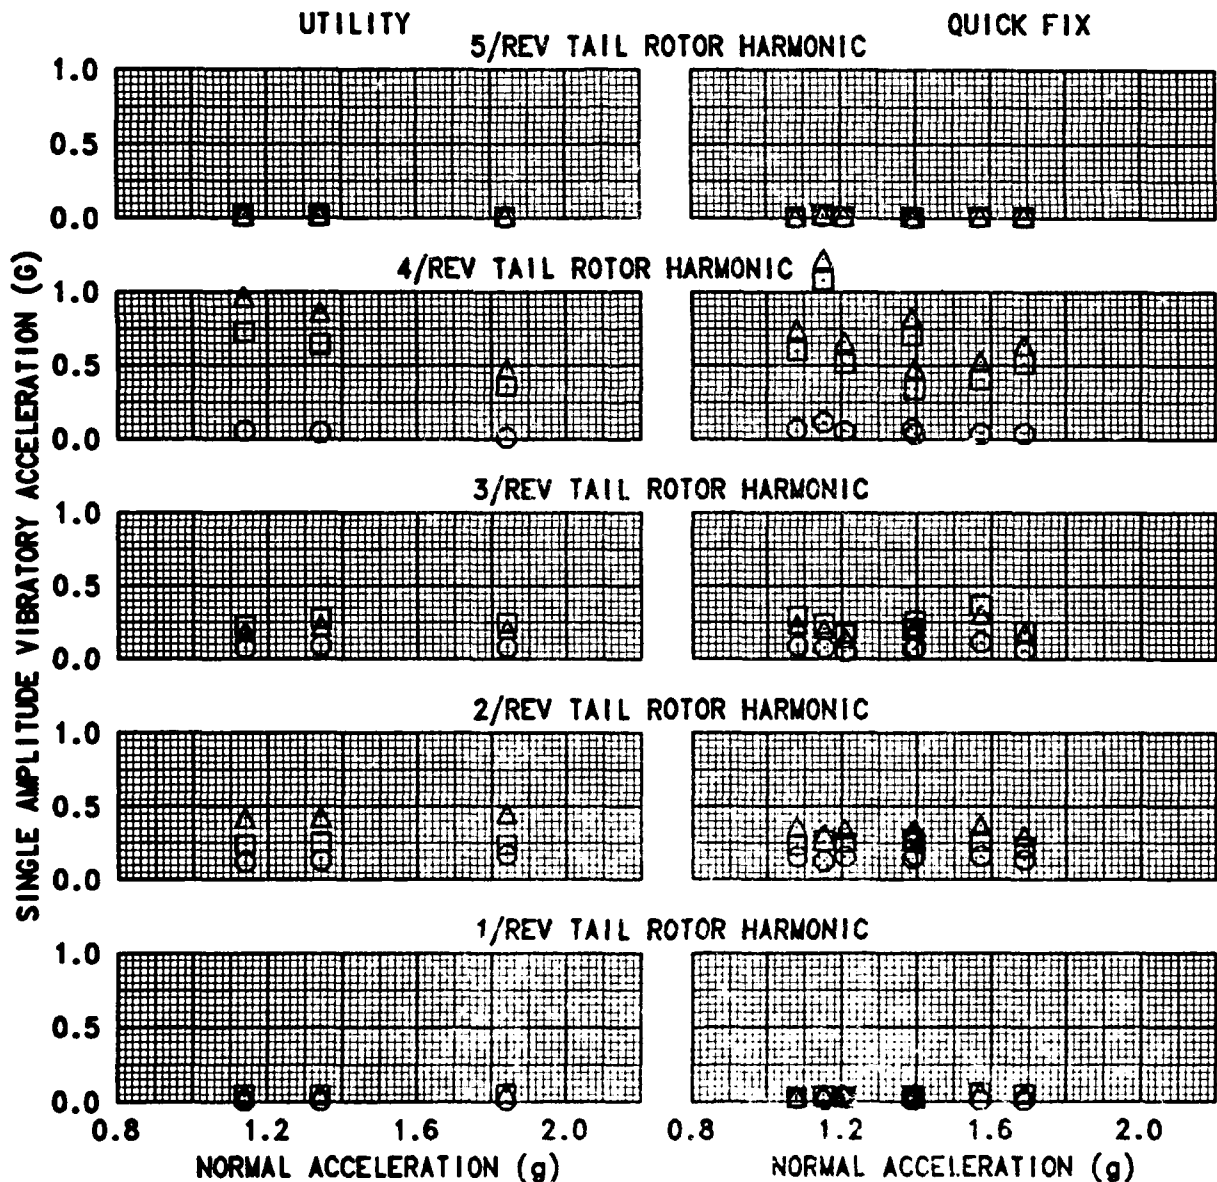 UTILITY QUICK FIX
5/REV TAIL ROTOR HARMONIC
1.0
0.5
0.0
4/REV TAIL ROTOR HARMONIC
1.0
0.5
0.0
3/REV TAIL ROTOR HARMONIC
1.0
0.5
0.0
2/REV TAIL ROTOR HARMONIC
1.0
0.5
0.0
1/REV TAIL ROTOR HARMONIC
1.0
0.5
0.0
SINGLE AMPLITUDE VIBRATORY ACCELERATION (G)
0.8 1.2 1.6 2.0 0.8 1.2 1.6 2.0
NORMAL ACCELERATION (g) NORMAL ACCELERATION (g)